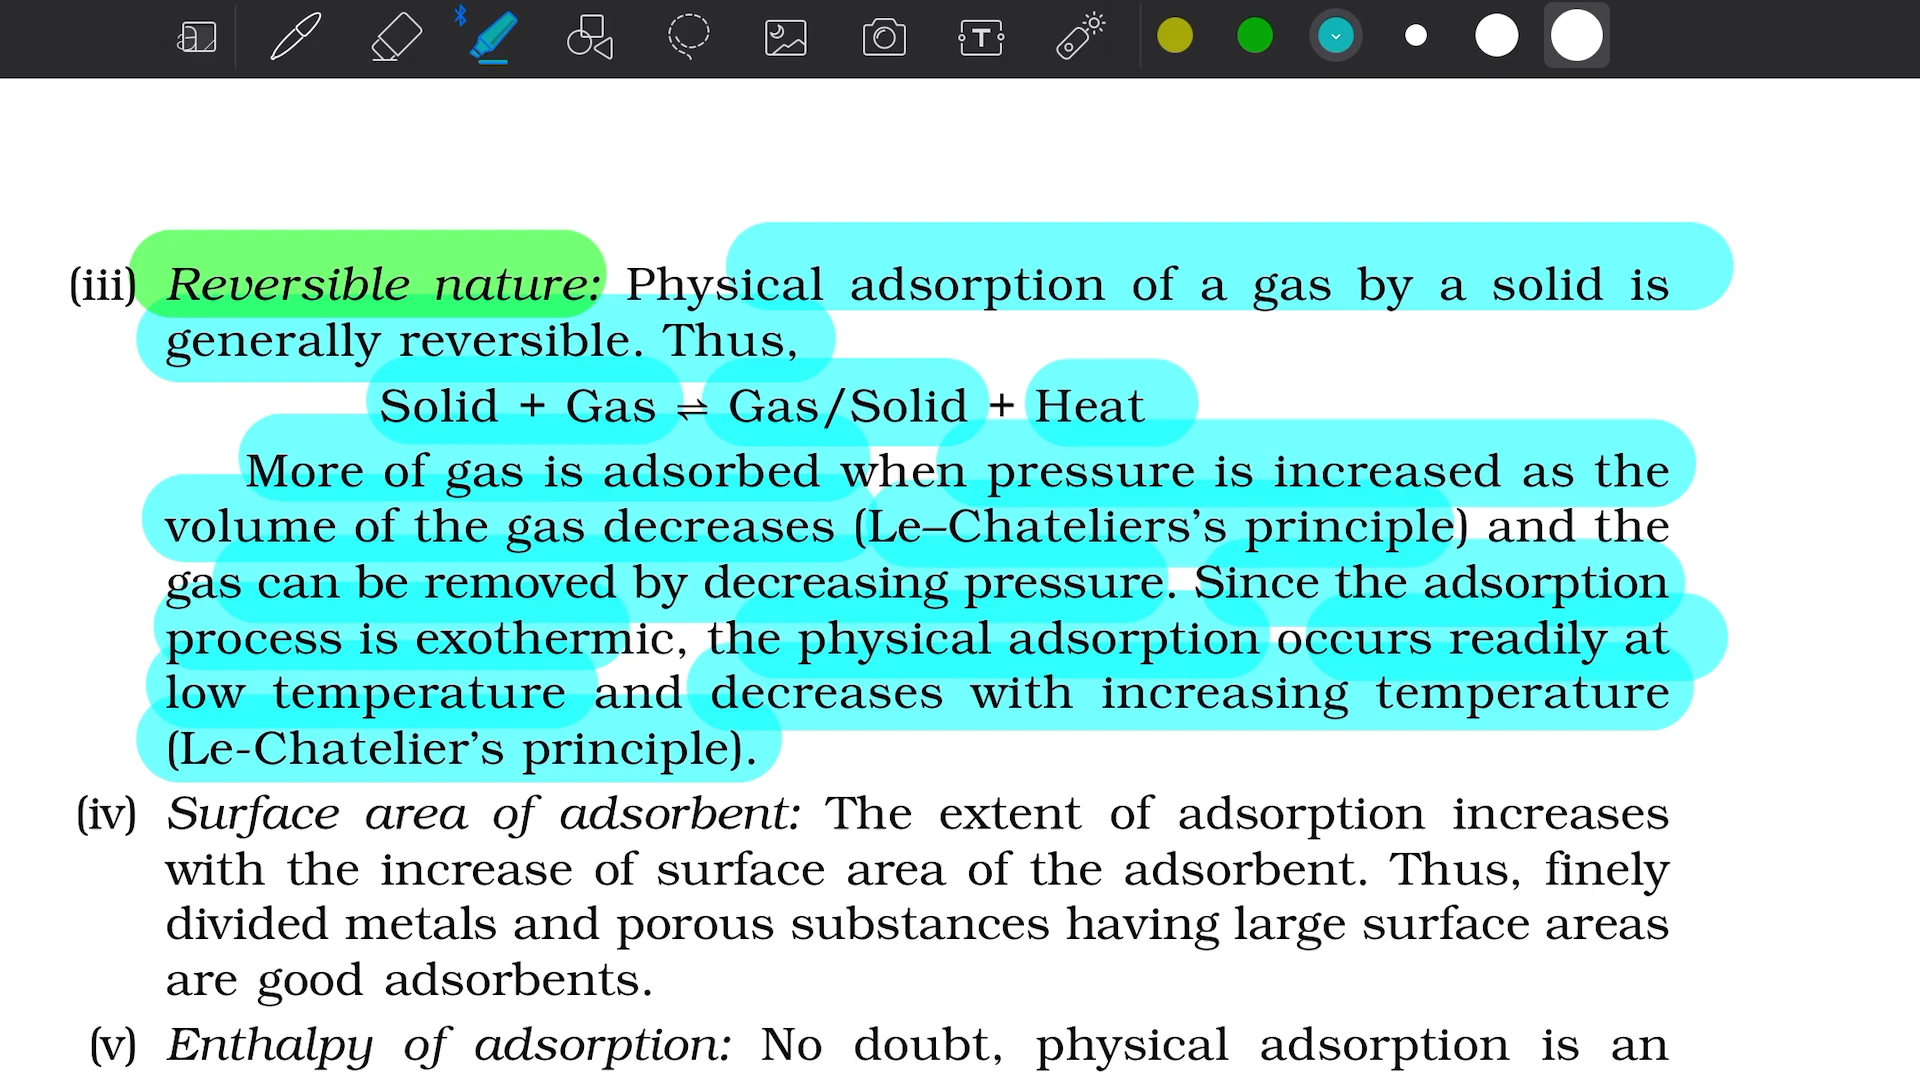 T
(iii) Reversible nature: Physical adsorption of a gas by a solid is
generally reversible. Thus,
Solid + Gas ⇌ Gas/Solid + Heat
More of gas is adsorbed when pressure is increased as the
volume of the gas decreases (Le–Chateliers's principle) and the
gas can be removed by decreasing pressure. Since the adsorption
process is exothermic, the physical adsorption occurs readily at
low temperature and decreases with increasing temperature
(Le-Chatelier's principle).
(iv) Surface area of adsorbent: The extent of adsorption increases
with the increase of surface area of the adsorbent. Thus, finely
divided metals and porous substances having large surface areas
are good adsorbents.
(v) Enthalpy of adsorption: No doubt, physical adsorption is an